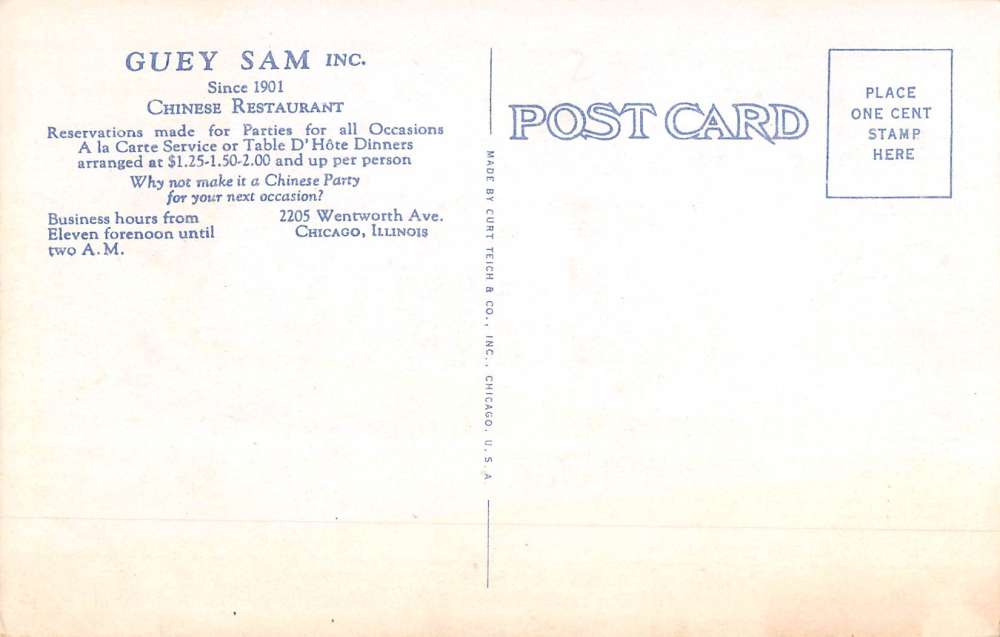 GUEY SAM INC.
Since 1901
CHINESE RESTAURANT
Reservations made for Parties for all Occasions
A la Carte Service or Table D'Hôte Dinners
arranged at $1.25-1.50-2.00 and up per person
Why not make it a Chinese Party
for your next occasion?
Business hours from
Eleven forenoon until
two A.M.
2205 Wentworth Ave.
CHICAGO, ILLINOIS
MADE BY CURT TEICH & CO., INC., CHICAGO, U. S. A
POST CARD
PLACE
ONE CENT
STAMP
HERE